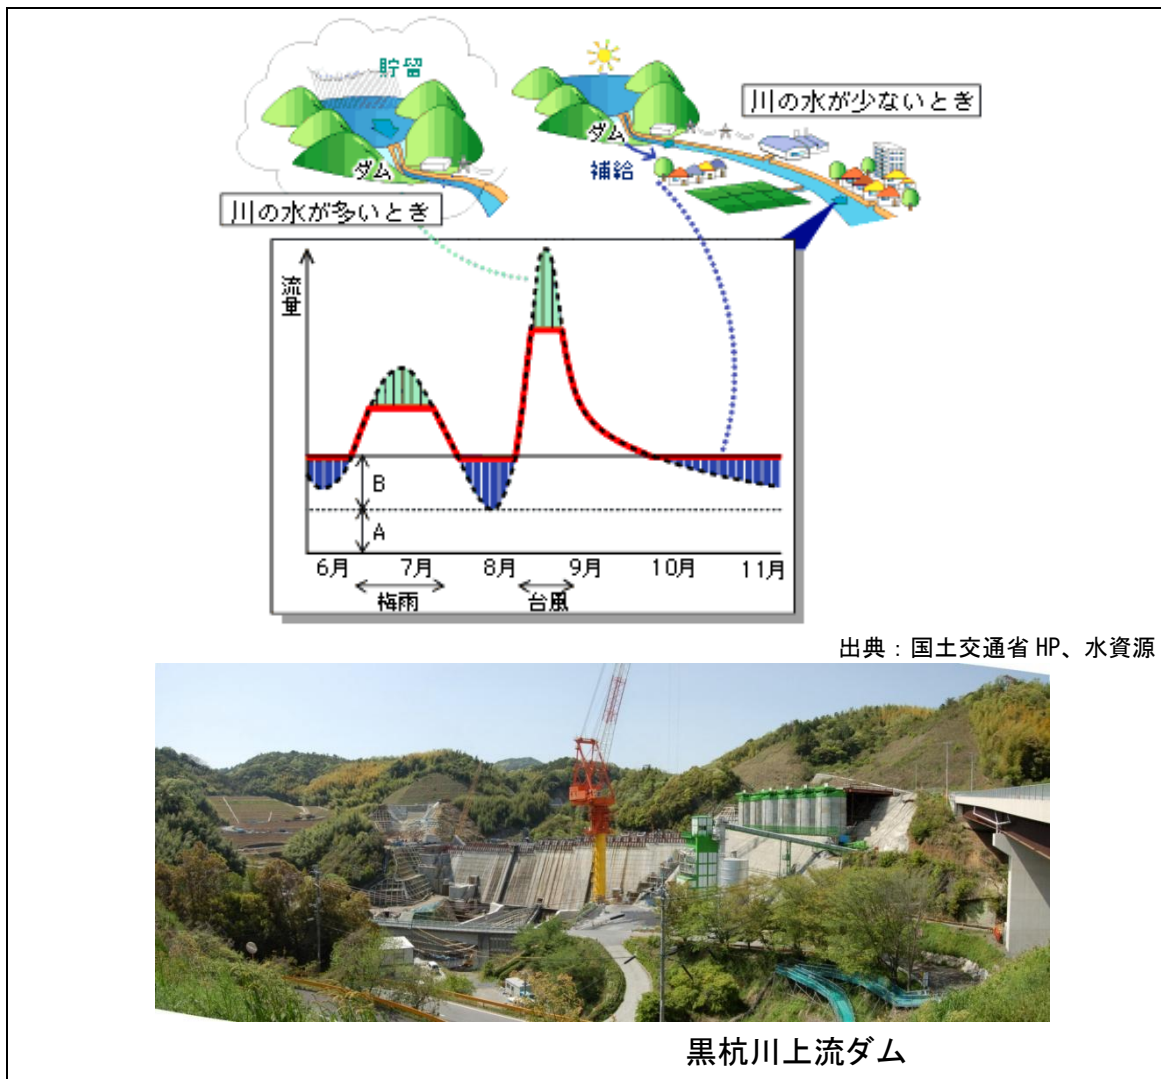 貯留
ダム
川の水が多いとき
川の水が少ないとき
ダム
補給
流量
B
A
6月 7月 8月 9月 10月 11月
梅雨 台風
出典：国土交通省 HP、水資源
黒杭川上流ダム